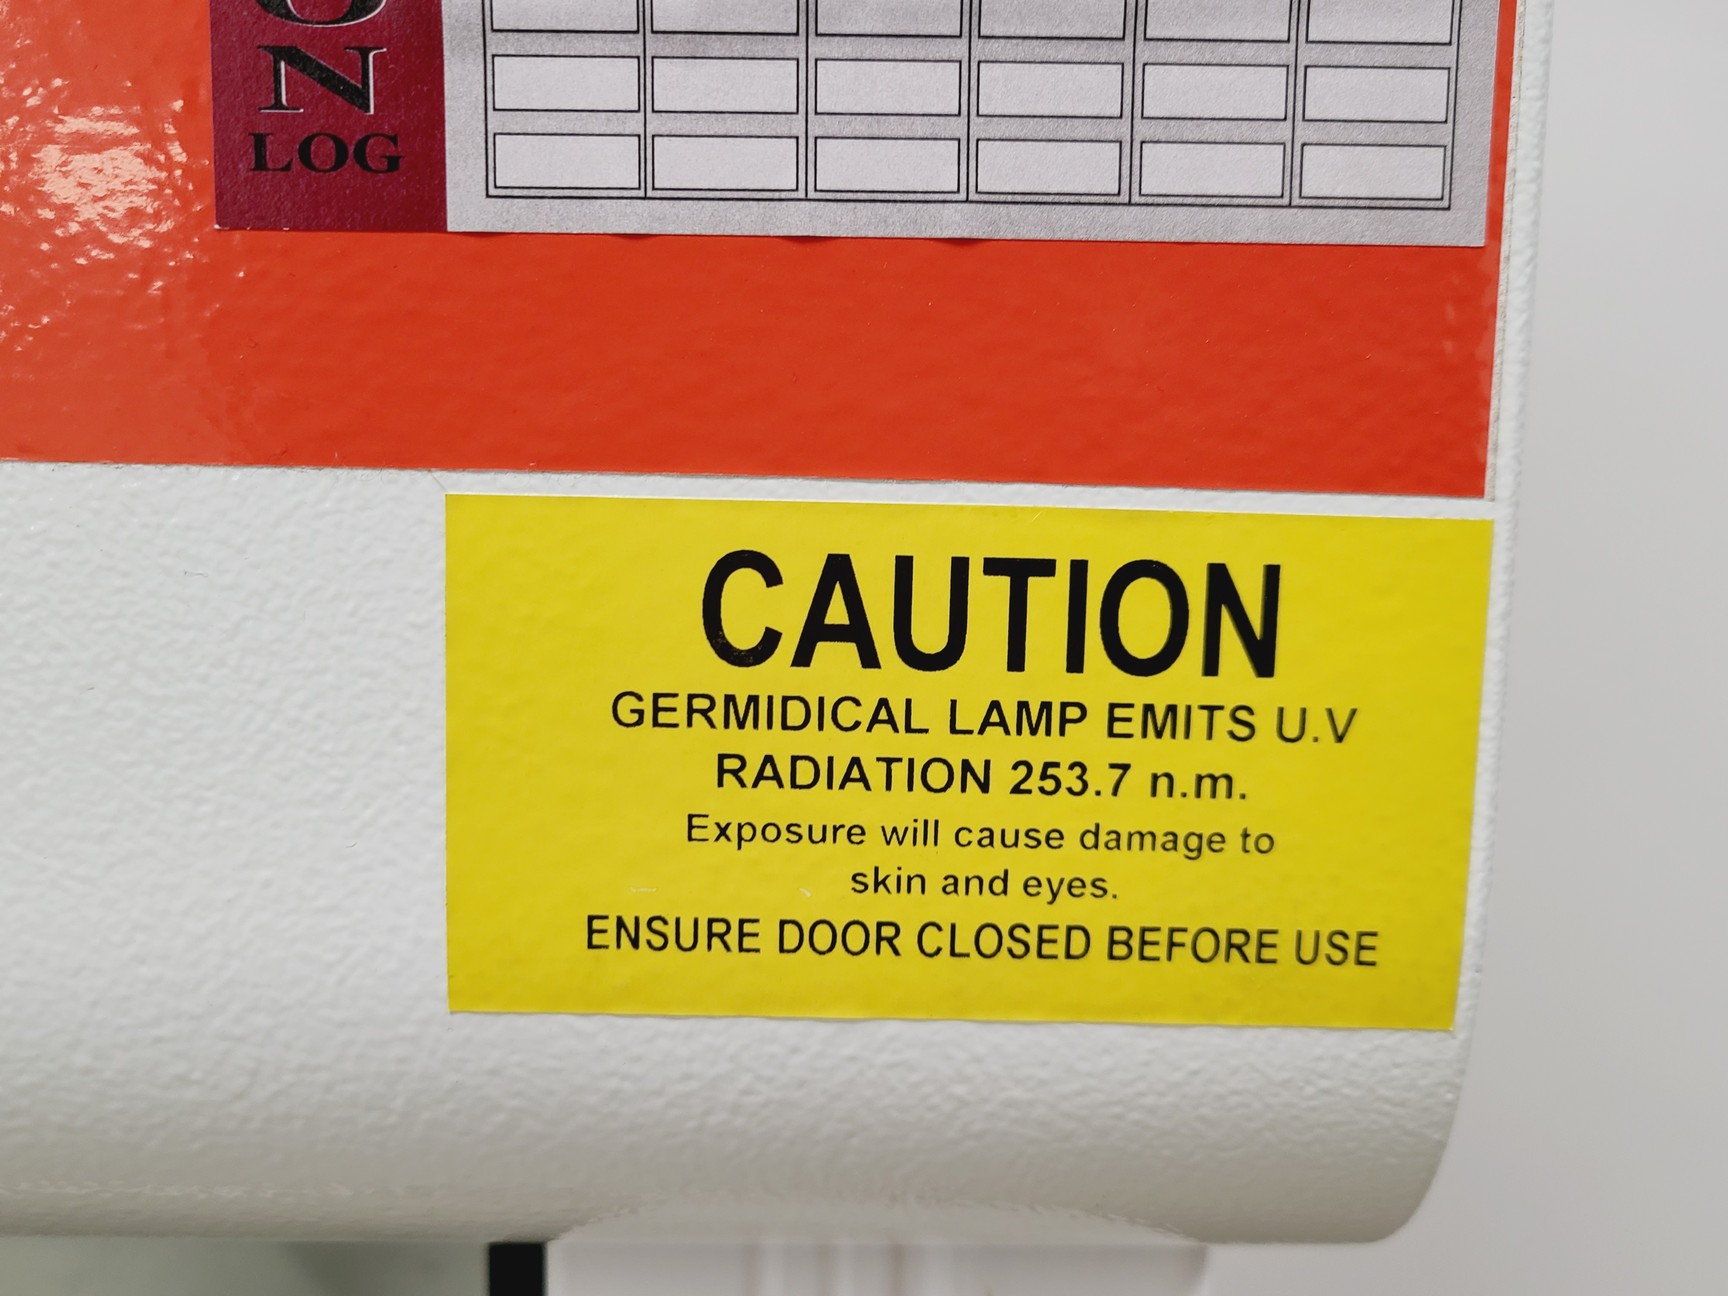 O
N
LOG
CAUTION
GERMIDICAL LAMP EMITS U.V
RADIATION 253.7 n.m.
Exposure will cause damage to
skin and eyes.
ENSURE DOOR CLOSED BEFORE USE